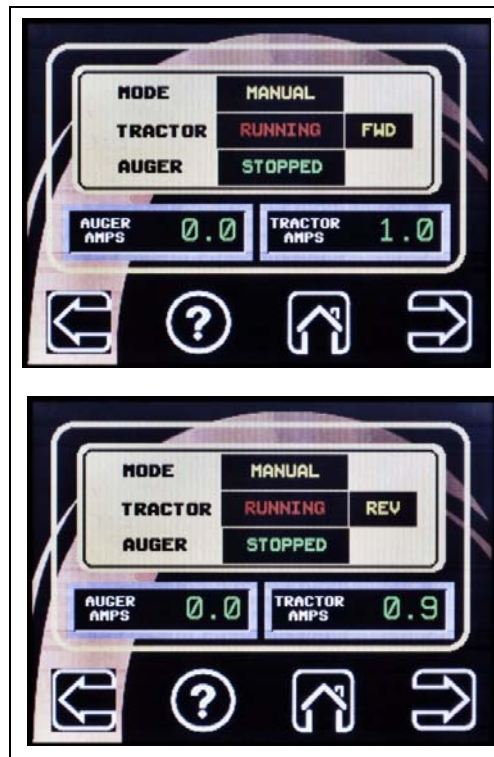 MODE MANUAL
TRACTOR RUNNING FWD
AUGER STOPPED
AUGER AMPS 0.0 TRACTOR AMPS 1.0
?
MODE MANUAL
TRACTOR RUNNING REV
AUGER STOPPED
AUGER AMPS 0.0 TRACTOR AMPS 0.9
?